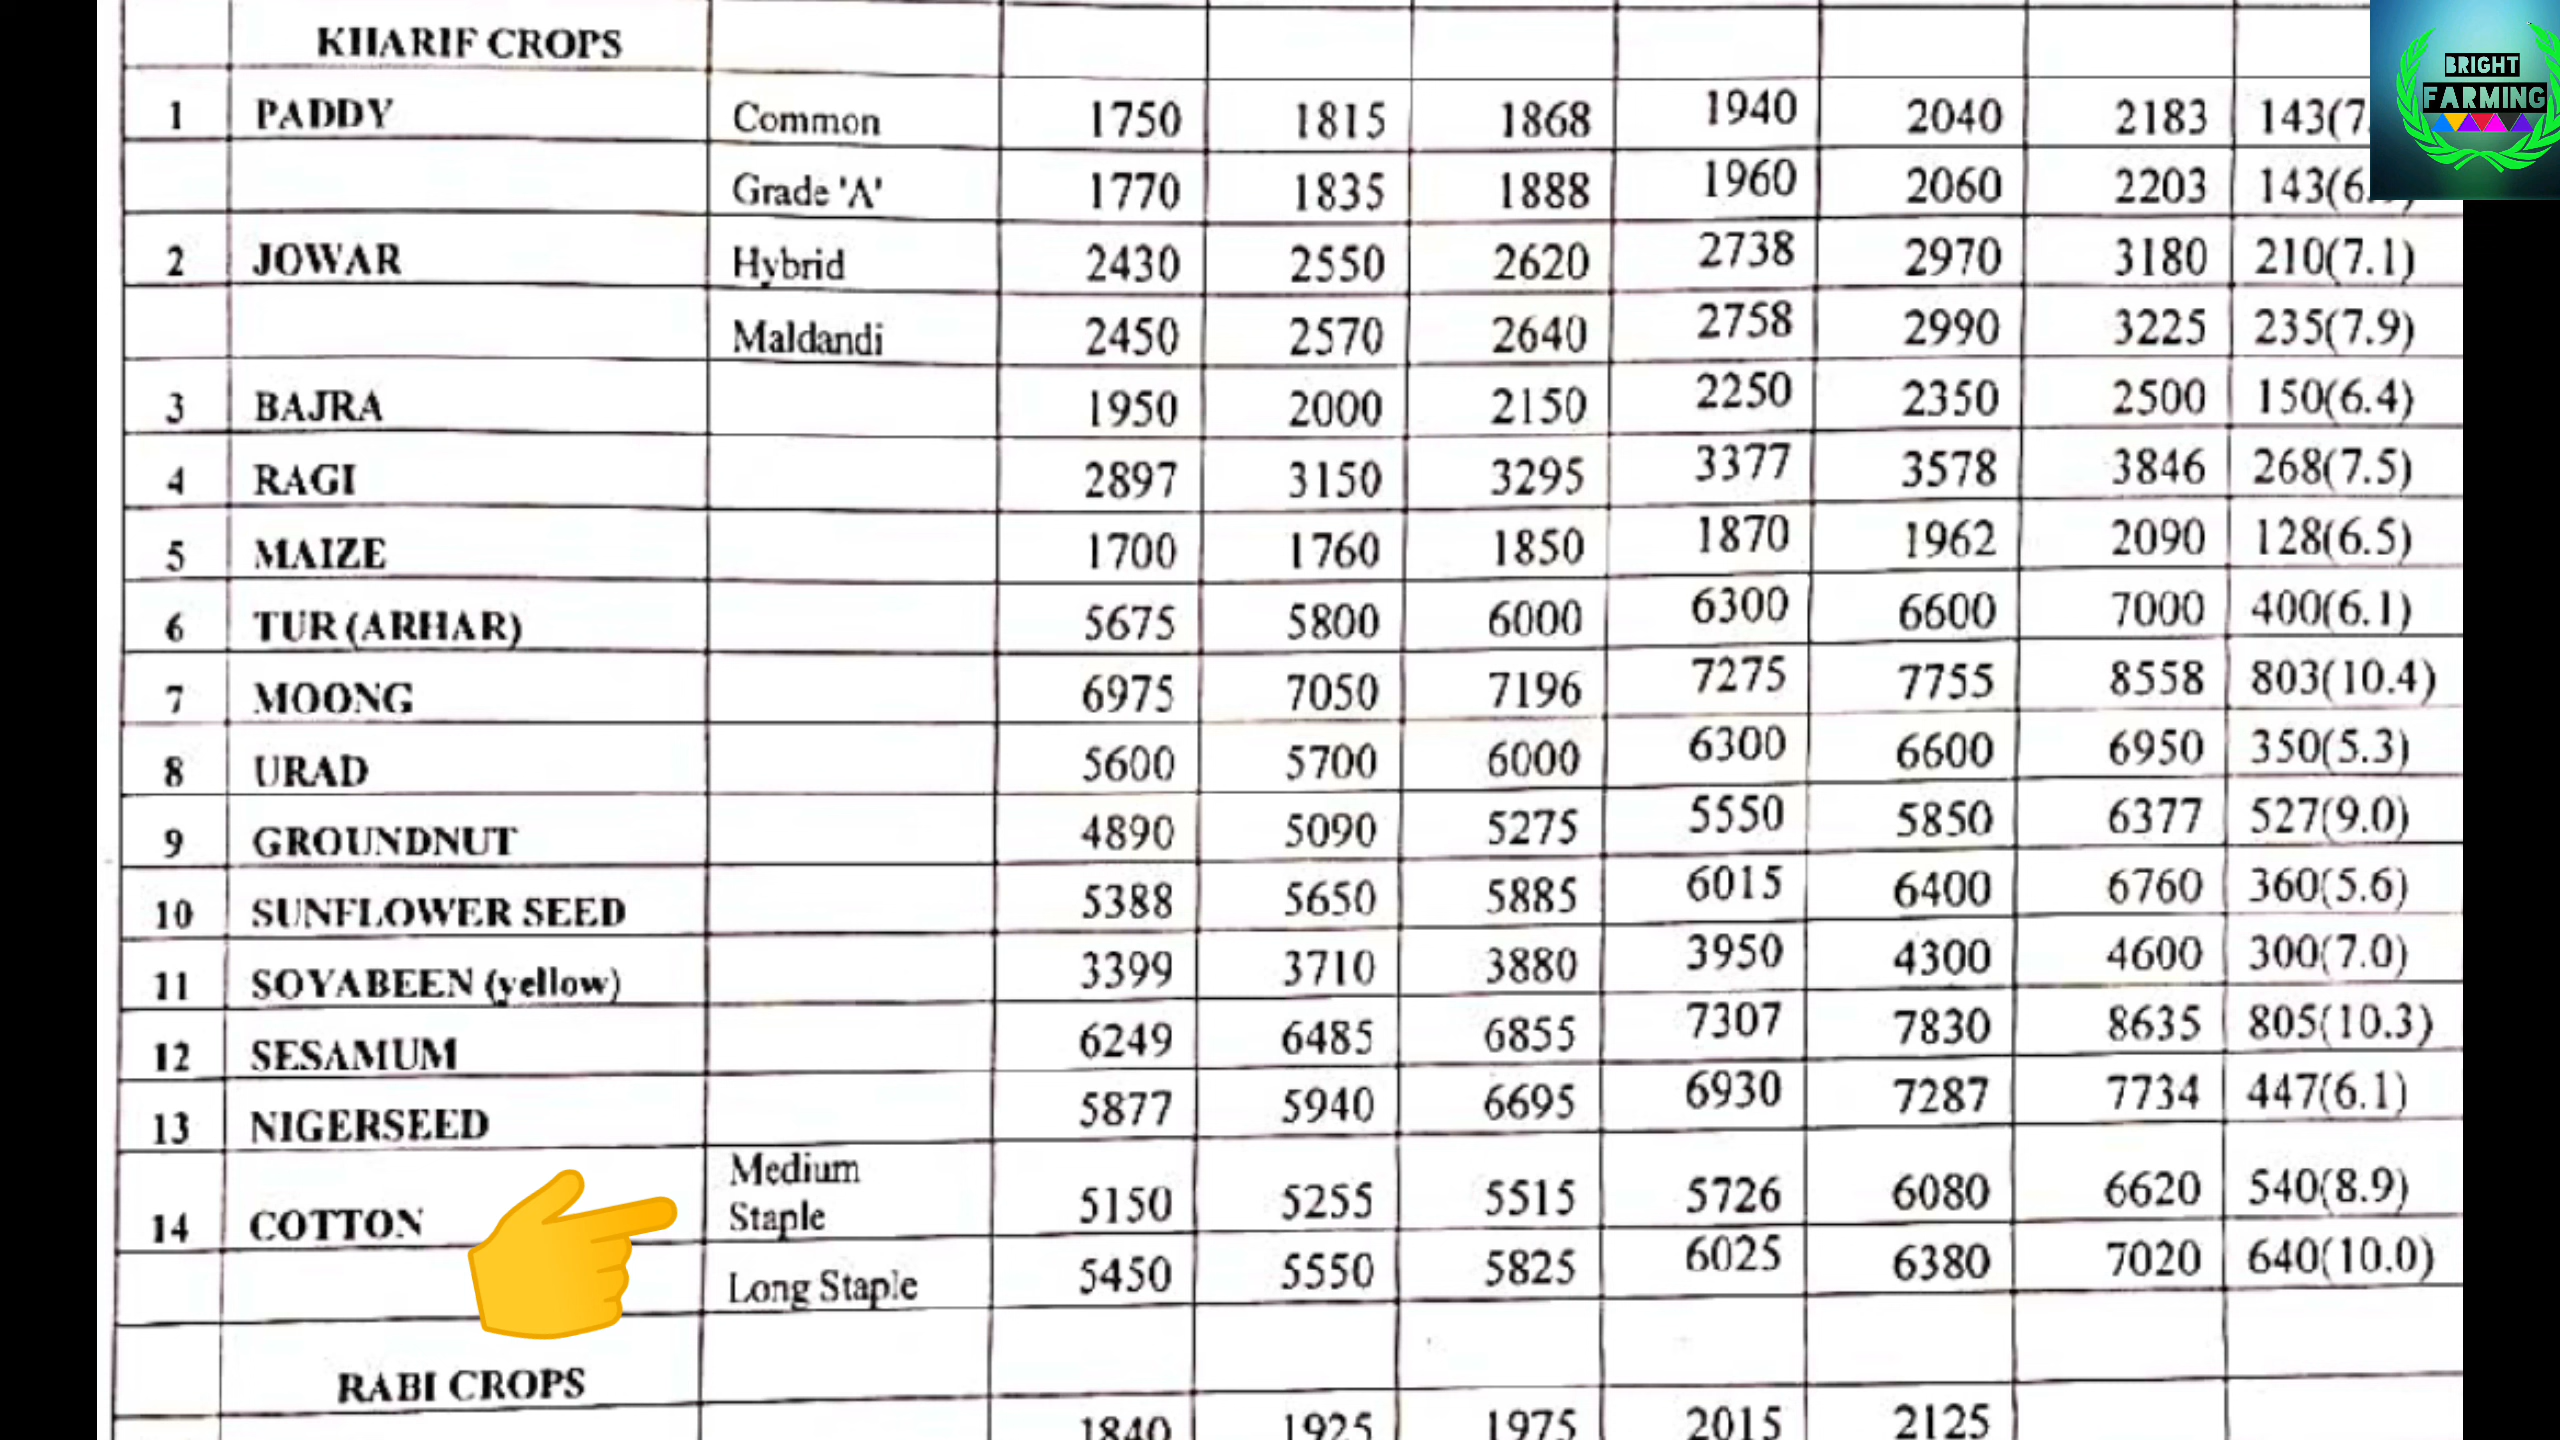 KHARIF CROPS
BRIGHT
FARMING
1 PADDY Common 1750 1815 1868 1940 2040 2183 143(7.
Grade 'A' 1770 1835 1888 1960 2060 2203 143(6.
2 JOWAR Hybrid 2430 2550 2620 2738 2970 3180 210(7.1)
Maldandi 2450 2570 2640 2758 2990 3225 235(7.9)
3 BAJRA 1950 2000 2150 2250 2350 2500 150(6.4)
4 RAGI 2897 3150 3295 3377 3578 3846 268(7.5)
5 MAIZE 1700 1760 1850 1870 1962 2090 128(6.5)
6 TUR (ARHAR) 5675 5800 6000 6300 6600 7000 400(6.1)
7 MOONG 6975 7050 7196 7275 7755 8558 803(10.4)
8 URAD 5600 5700 6000 6300 6600 6950 350(5.3)
9 GROUNDNUT 4890 5090 5275 5550 5850 6377 527(9.0)
10 SUNFLOWER SEED 5388 5650 5885 6015 6400 6760 360(5.6)
11 SOYABEEN (yellow) 3399 3710 3880 3950 4300 4600 300(7.0)
12 SESAMUM 6249 6485 6855 7307 7830 8635 805(10.3)
13 NIGERSEED 5877 5940 6695 6930 7287 7734 447(6.1)
14 COTTON Medium
Staple 5150 5255 5515 5726 6080 6620 540(8.9)
Long Staple 5450 5550 5825 6025 6380 7020 640(10.0)
RABI CROPS
1840 1925 1975 2015 2125